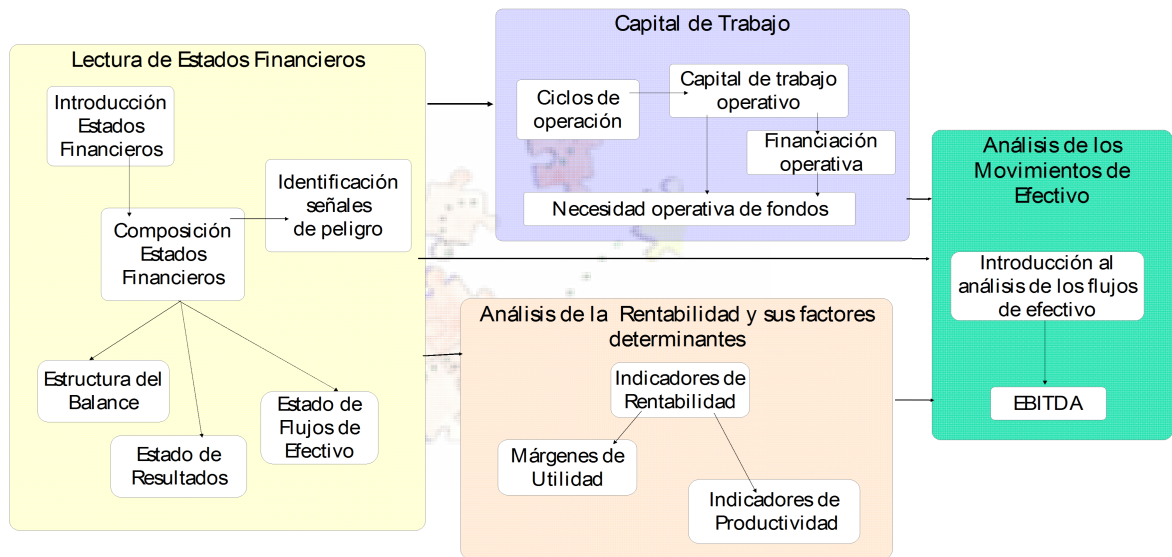 Lectura de Estados Financieros
Introducción
Estados
Financieros
Identificación
señales
de peligro
Composición
Estados
Financieros
Estructura del
Balance
Estado de
Resultados
Estado de
Flujos de
Efectivo
Capital de Trabajo
Ciclos de
operación
Capital de trabajo
operativo
Financiación
operativa
Necesidad operativa de fondos
Análisis de la Rentabilidad y sus factores
determinantes
Indicadores de
Rentabilidad
Márgenes de
Utilidad
Indicadores de
Productividad
Análisis de los
Movimientos de
Efectivo
Introducción al
análisis de los flujos
de efectivo
EBITDA